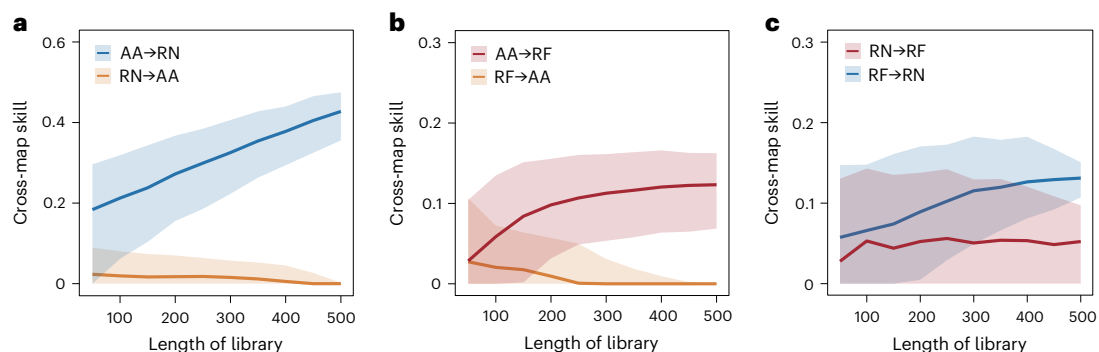 a
AA→RN
RN→AA
0.6
0.4
0.2
0
Cross-map skill
100 200 300 400 500
Length of library
b
AA→RF
RF→AA
0.3
0.2
0.1
0
Cross-map skill
100 200 300 400 500
Length of library
c
RN→RF
RF→RN
0.3
0.2
0.1
0
Cross-map skill
100 200 300 400 500
Length of library